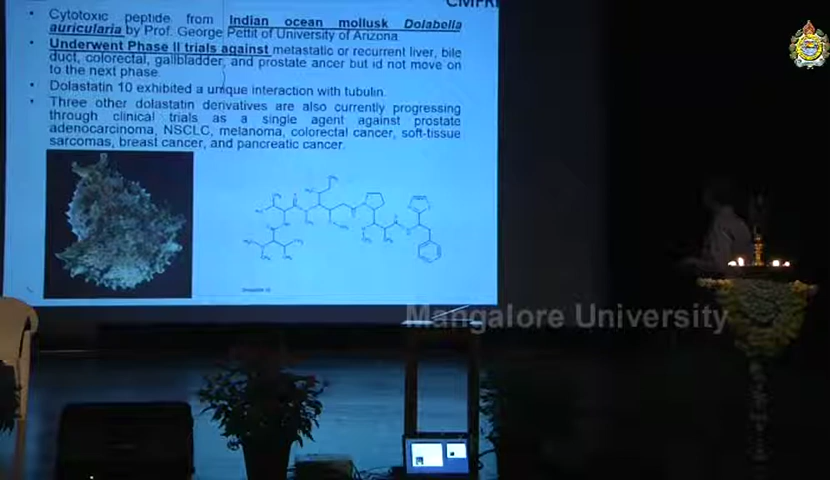 CMFRI
• Cytotoxic peptide from Indian ocean mollusk Dolabella
auricularia by Prof. George Pettit of University of Arizona
• Underwent Phase II trials against metastatic or recurrent liver, bile
duct, colorectal, gallbladder, and prostate ancer but id not move on
to the next phase.
• Dolastatin 10 exhibited a unique interaction with tubulin.
• Three other dolastatin derivatives are also currently progressing
through clinical trials as a single agent against prostate
adenocarcinoma, NSCLC, melanoma, colorectal cancer, soft-tissue
sarcomas, breast cancer, and pancreatic cancer.
Mangalore University